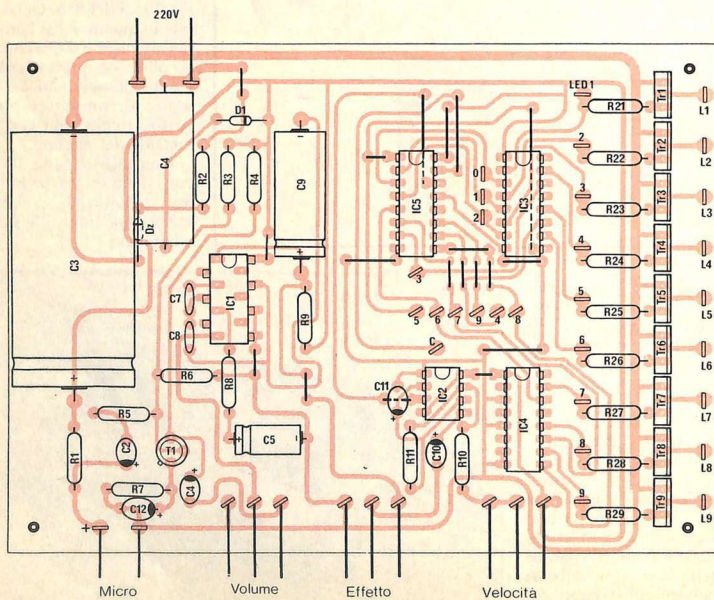 220V
LED1
R21
Tr1
L1
D1
C4
2
R22
Tr2
L2
R2
R3
R4
C9
IC5
0
1
2
IC3
3
R23
Tr3
L3
Dz
C3
4
R24
Tr4
L4
3
IC1
C7
C8
R9
5
6
7
9
4
8
5
R25
Tr5
L5
C
6
R26
Tr6
L6
R6
R8
C11
+
IC2
IC4
7
R27
Tr7
L7
R5
C5
R1
C2
+
T1
R11
C10
+
R10
8
R28
Tr8
L8
R7
C4
+
C12
+
9
R29
Tr9
L9
+
Micro
Volume
Effetto
Velocità